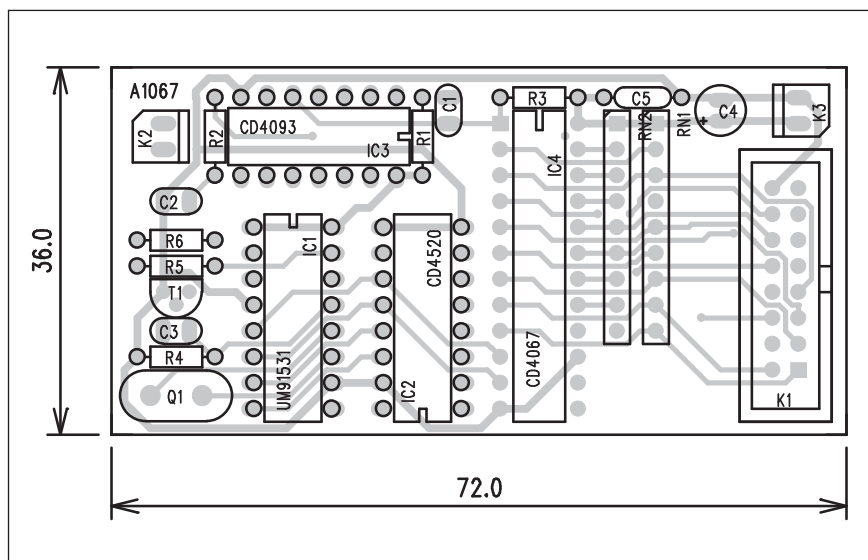 A1067
K2
R2
CD4093
IC3
R1
C1
R3
C5
RN2
RN1
C4
K3
IC4
C2
R6
R5
T1
C3
R4
Q1
IC1
UM91531
CD4520
IC2
CD4067
K1
36.0
72.0